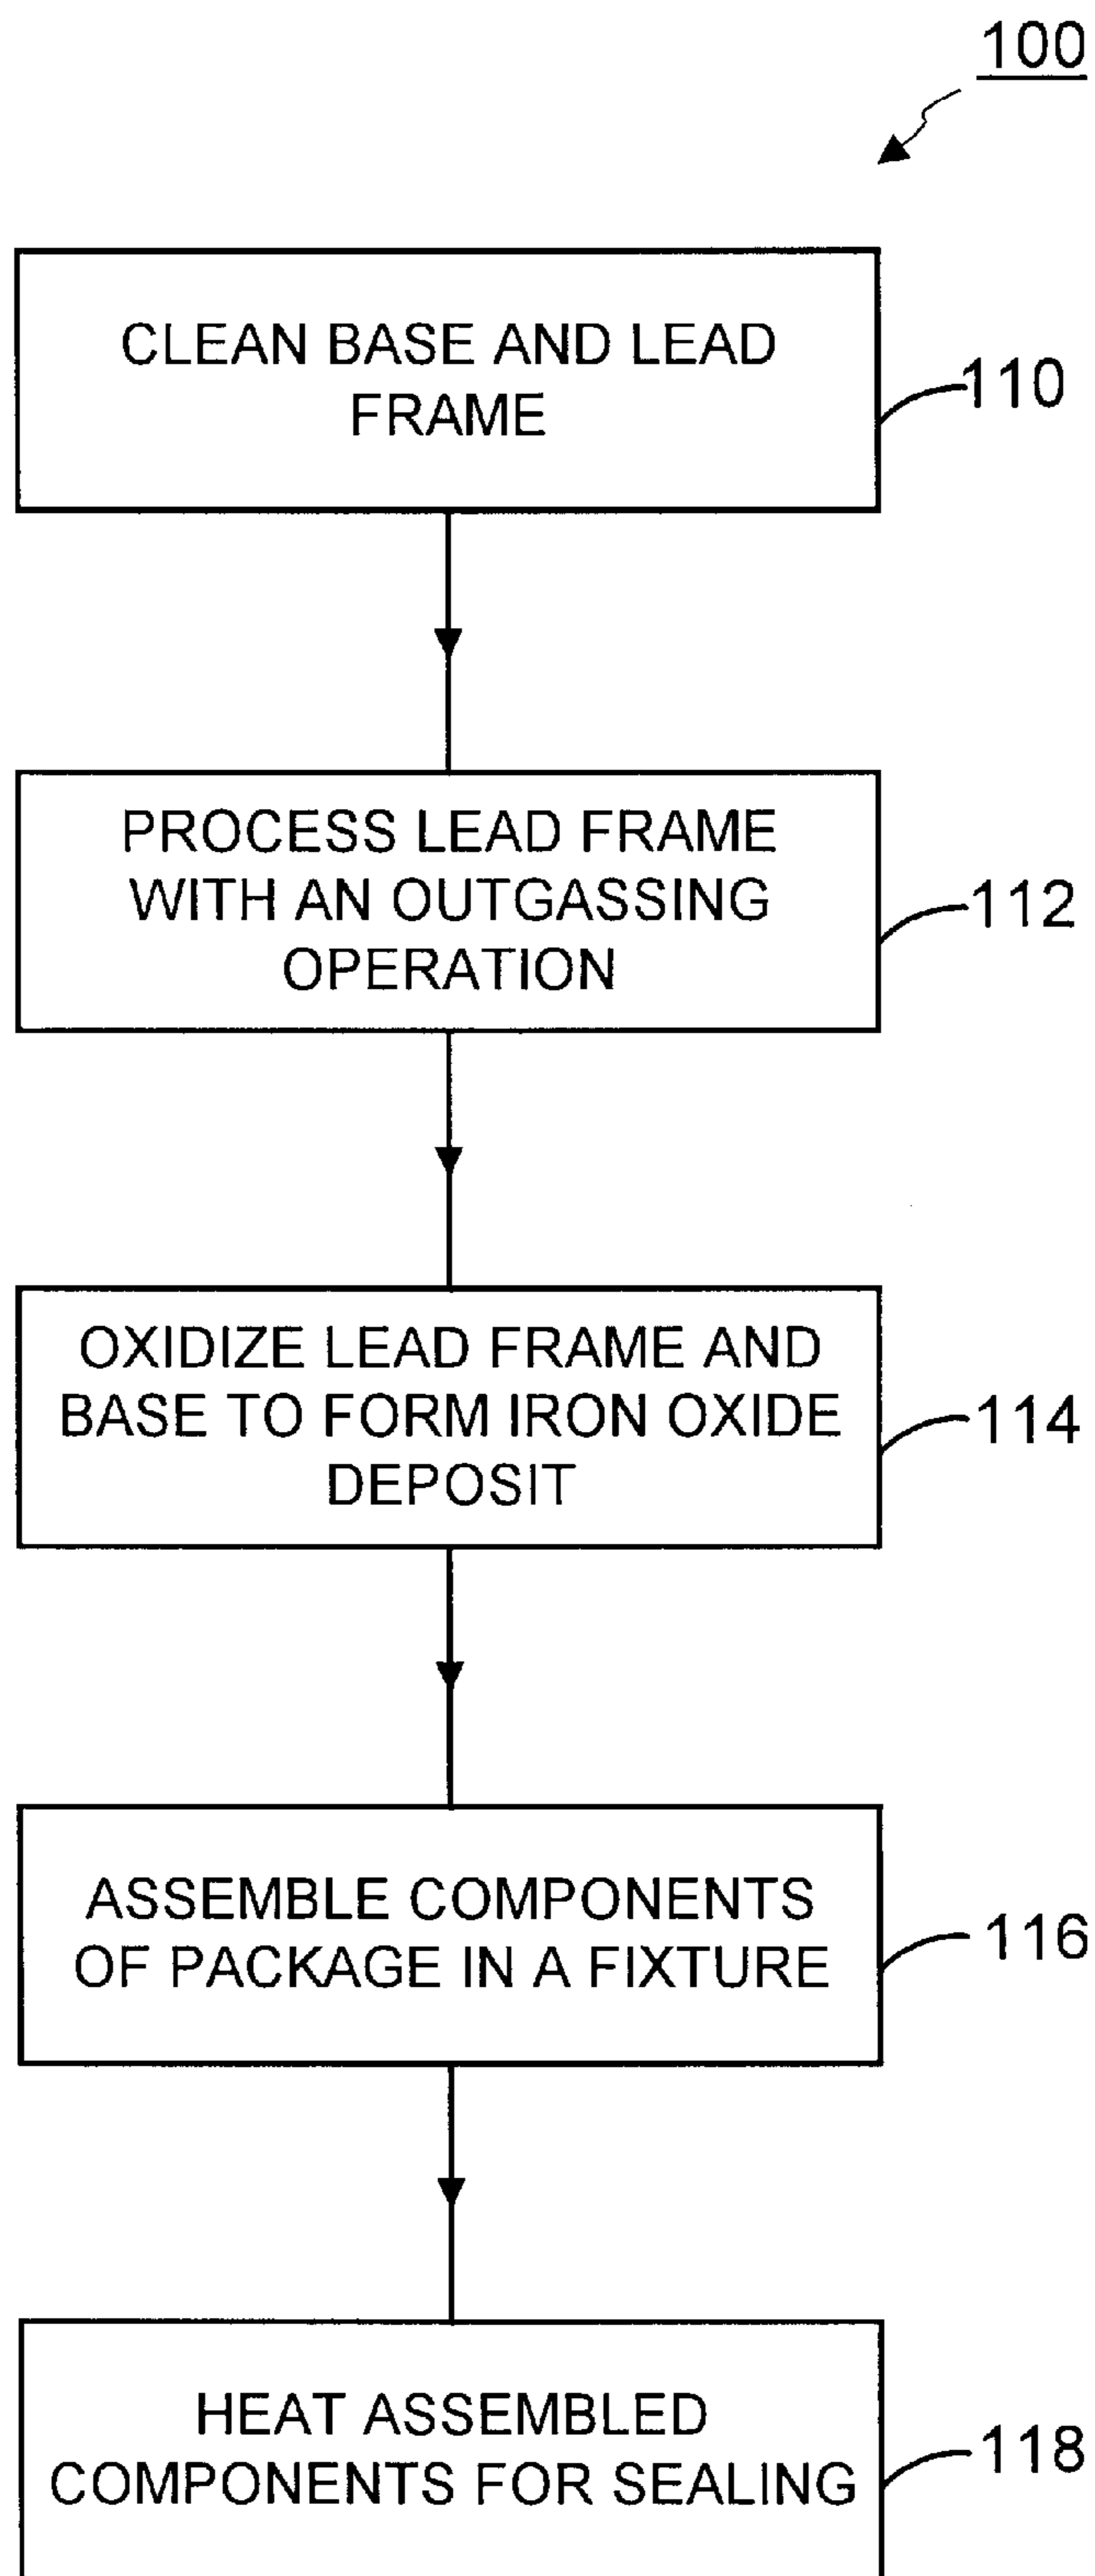 100
CLEAN BASE AND LEAD
FRAME
110
PROCESS LEAD FRAME
WITH AN OUTGASSING
OPERATION
112
OXIDIZE LEAD FRAME AND
BASE TO FORM IRON OXIDE
DEPOSIT
114
ASSEMBLE COMPONENTS
OF PACKAGE IN A FIXTURE
116
HEAT ASSEMBLED
COMPONENTS FOR SEALING
118